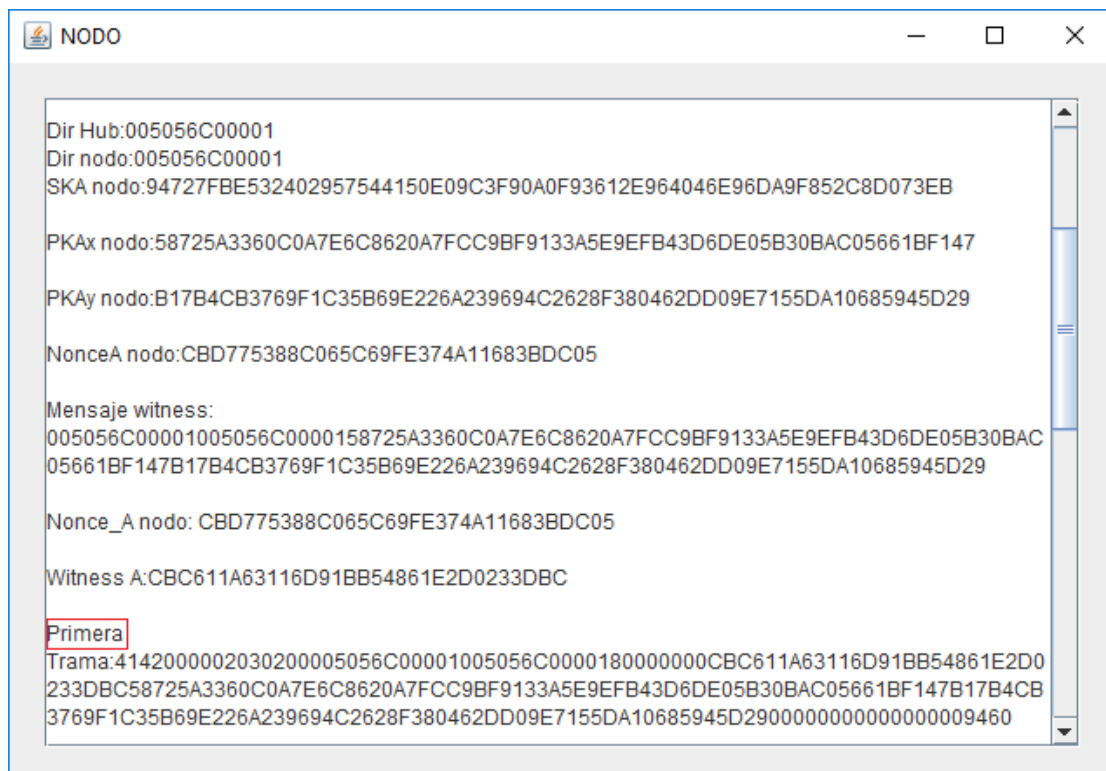 NODO
Dir Hub:005056C00001
Dir nodo:005056C00001
SKA nodo:94727FBE532402957544150E09C3F90A0F93612E964046E96DA9F852C8D073EB
PKAx nodo:58725A3360C0A7E6C8620A7FCC9BF9133A5E9EFB43D6DE05B30BAC05661BF147
PKAy nodo:B17B4CB3769F1C35B69E226A239694C2628F380462DD09E7155DA10685945D29
NonceA nodo:CBD775388C065C69FE374A11683BDC05
Mensaje witness:
005056C00001005056C0000158725A3360C0A7E6C8620A7FCC9BF9133A5E9EFB43D6DE05B30BAC
05661BF147B17B4CB3769F1C35B69E226A239694C2628F380462DD09E7155DA10685945D29
Nonce_A nodo: CBD775388C065C69FE374A11683BDC05
Witness A:CBC611A63116D91BB54861E2D0233DBC
Primera
Trama:4142000002030200005056C00001005056C0000180000000CBC611A63116D91BB54861E2D0
233DBC58725A3360C0A7E6C8620A7FCC9BF9133A5E9EFB43D6DE05B30BAC05661BF147B17B4CB
3769F1C35B69E226A239694C2628F380462DD09E7155DA10685945D2900000000000000009460